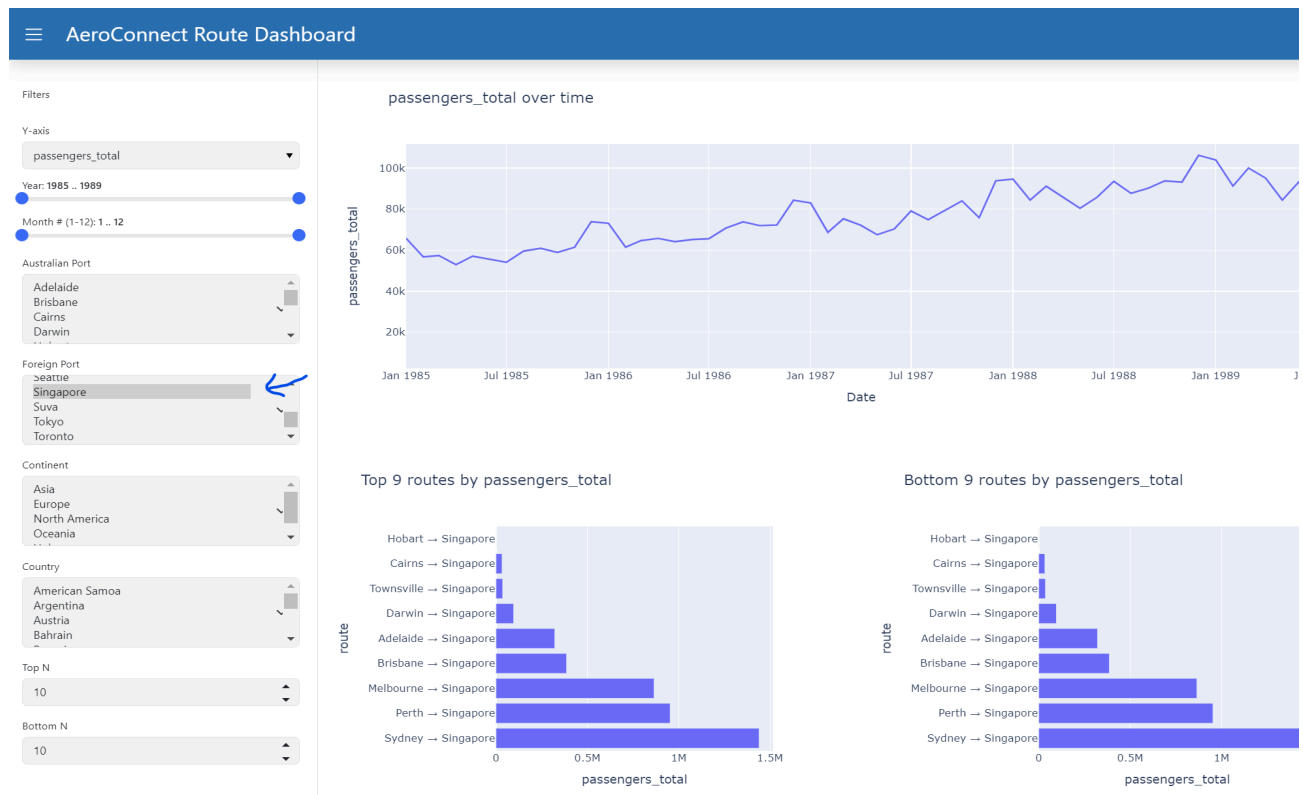 AeroConnect Route Dashboard
Filters
Y-axis
passengers_total
Year: 1985 .. 1989
Month # (1-12): 1 .. 12
Australian Port
Adelaide
Brisbane
Cairns
Darwin
Foreign Port
Seattle
Singapore
Suva
Tokyo
Toronto
Continent
Asia
Europe
North America
Oceania
Country
American Samoa
Argentina
Austria
Bahrain
Top N
10
Bottom N
10
passengers_total over time
passengers_total
100k
80k
60k
40k
20k
Jan 1985 Jul 1985 Jan 1986 Jul 1986 Jan 1987 Jul 1987 Jan 1988 Jul 1988 Jan 1989
Date
Top 9 routes by passengers_total
route
Hobart → Singapore
Cairns → Singapore
Townsville → Singapore
Darwin → Singapore
Adelaide → Singapore
Brisbane → Singapore
Melbourne → Singapore
Perth → Singapore
Sydney → Singapore
0 0.5M 1M 1.5M
passengers_total
Bottom 9 routes by passengers_total
route
Hobart → Singapore
Cairns → Singapore
Townsville → Singapore
Darwin → Singapore
Adelaide → Singapore
Brisbane → Singapore
Melbourne → Singapore
Perth → Singapore
Sydney → Singapore
0 0.5M 1M
passengers_total